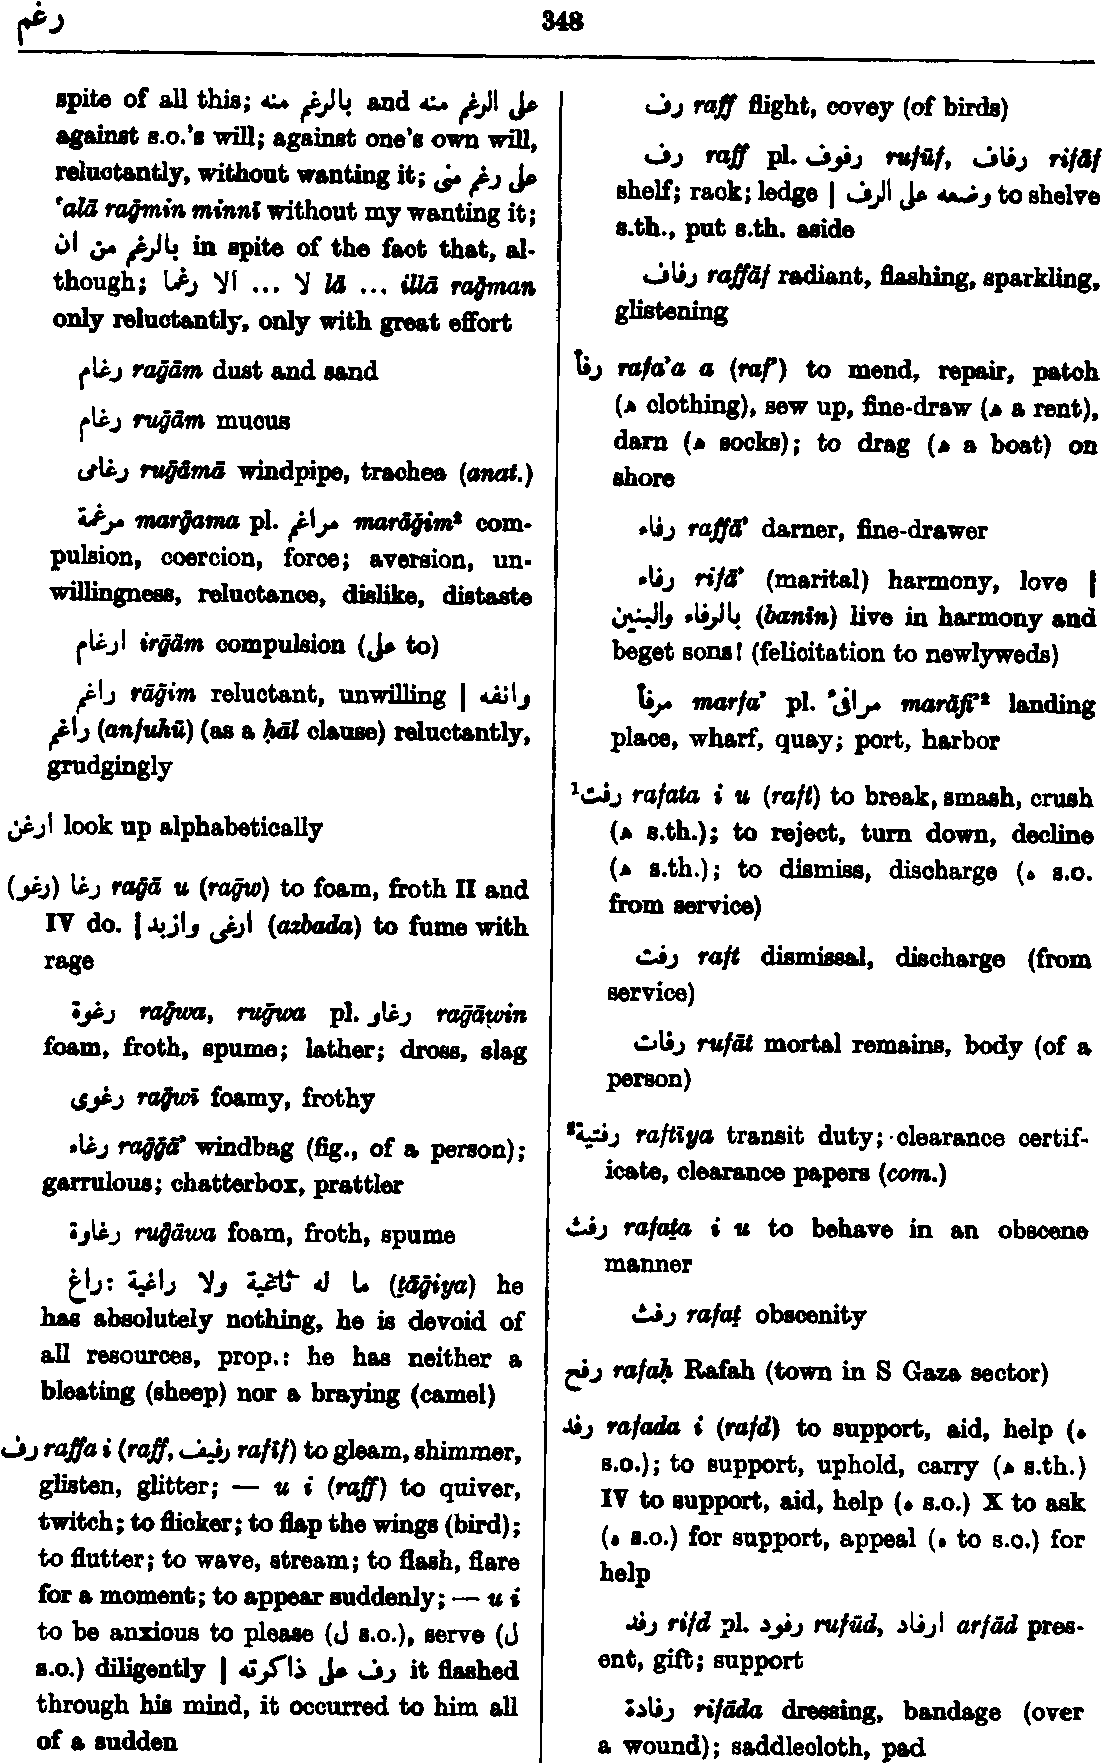 رغم
348
spite of all this; بالرغم منه and على الرغم منه
against s.o.'s will; against one's own will,
reluctantly, without wanting it; على رغم منى
‘alā raḡmin minnī without my wanting it;
بالرغم من ان in spite of the fact that, al-
though; لا ... الا رغما lā ... illā raḡman
only reluctantly, only with great effort
رغام raḡām dust and sand
رغام ruḡām mucus
رغامى ruḡāmā windpipe, trachea (anat.)
مرغمة marḡama pl. مراغم marāḡim² com-
pulsion, coercion, force; aversion, un-
willingness, reluctance, dislike, distaste
ارغام irḡām compulsion (على to)
راغم rāḡim reluctant, unwilling | وانفه
راغم (anfuhū) (as a ḥāl clause) reluctantly,
grudgingly
ارغن look up alphabetically
(رغو) رغا raḡā u (raḡw) to foam, froth II and
IV do. | ارغى وازبد (azbada) to fume with
rage
رغوة raḡwa, ruḡwa pl. رغاو raḡāwin
foam, froth, spume; lather; dross, slag
رغوى raḡwī foamy, frothy
رغاء raḡḡā’ windbag (fig., of a person);
garrulous; chatterbox, prattler
رغاوة ruḡāwa foam, froth, spume
راغ: ما له ثاغية ولا راغية (ṯāḡiya) he
has absolutely nothing, he is devoid of
all resources, prop.: he has neither a
bleating (sheep) nor a braying (camel)
رف raffa i (raff, رفيف rafīf) to gleam, shimmer,
glisten, glitter; — u i (raff) to quiver,
twitch; to flicker; to flap the wings (bird);
to flutter; to wave, stream; to flash, flare
for a moment; to appear suddenly; — u i
to be anxious to please (ل s.o.), serve (ل
s.o.) diligently | رف على ذاكرته it flashed
through his mind, it occurred to him all
of a sudden
رف raff flight, covey (of birds)
رف raff pl. رفوف rufūf, رفاف rifāf
shelf; rack; ledge | وضعه على الرف to shelve
s.th., put s.th. aside
رفاف raffāf radiant, flashing, sparkling,
glistening
رفأ rafa’a a (raf’) to mend, repair, patch
(ه clothing), sew up, fine-draw (ه a rent),
darn (ه socks); to drag (ه a boat) on
shore
رفاء raffā’ darner, fine-drawer
رفاء rifā’ (marital) harmony, love |
بالرفاء والبنين (banīn) live in harmony and
beget sons! (felicitation to newlyweds)
مرفأ marfa’ pl. مرافئ marāfi’² landing
place, wharf, quay; port, harbor
¹رفت rafata i u (raft) to break, smash, crush
(ه s.th.); to reject, turn down, decline
(ه s.th.); to dismiss, discharge (ه s.o.
from service)
رفت raft dismissal, discharge (from
service)
رفات rufāt mortal remains, body (of a
person)
²رفتية raftīya transit duty; clearance certif-
icate, clearance papers (com.)
رفث rafaṯa i u to behave in an obscene
manner
رفث rafaṯ obscenity
رفح rafaḥ Rafah (town in S Gaza sector)
رفد rafada i (rafd) to support, aid, help (ه
s.o.); to support, uphold, carry (ه s.th.)
IV to support, aid, help (ه s.o.) X to ask
(ه s.o.) for support, appeal (ه to s.o.) for
help
رفد rifd pl. رفود rufūd, ارفاد arfād pres-
ent, gift; support
رفادة rifāda dressing, bandage (over
a wound); saddlecloth, pad